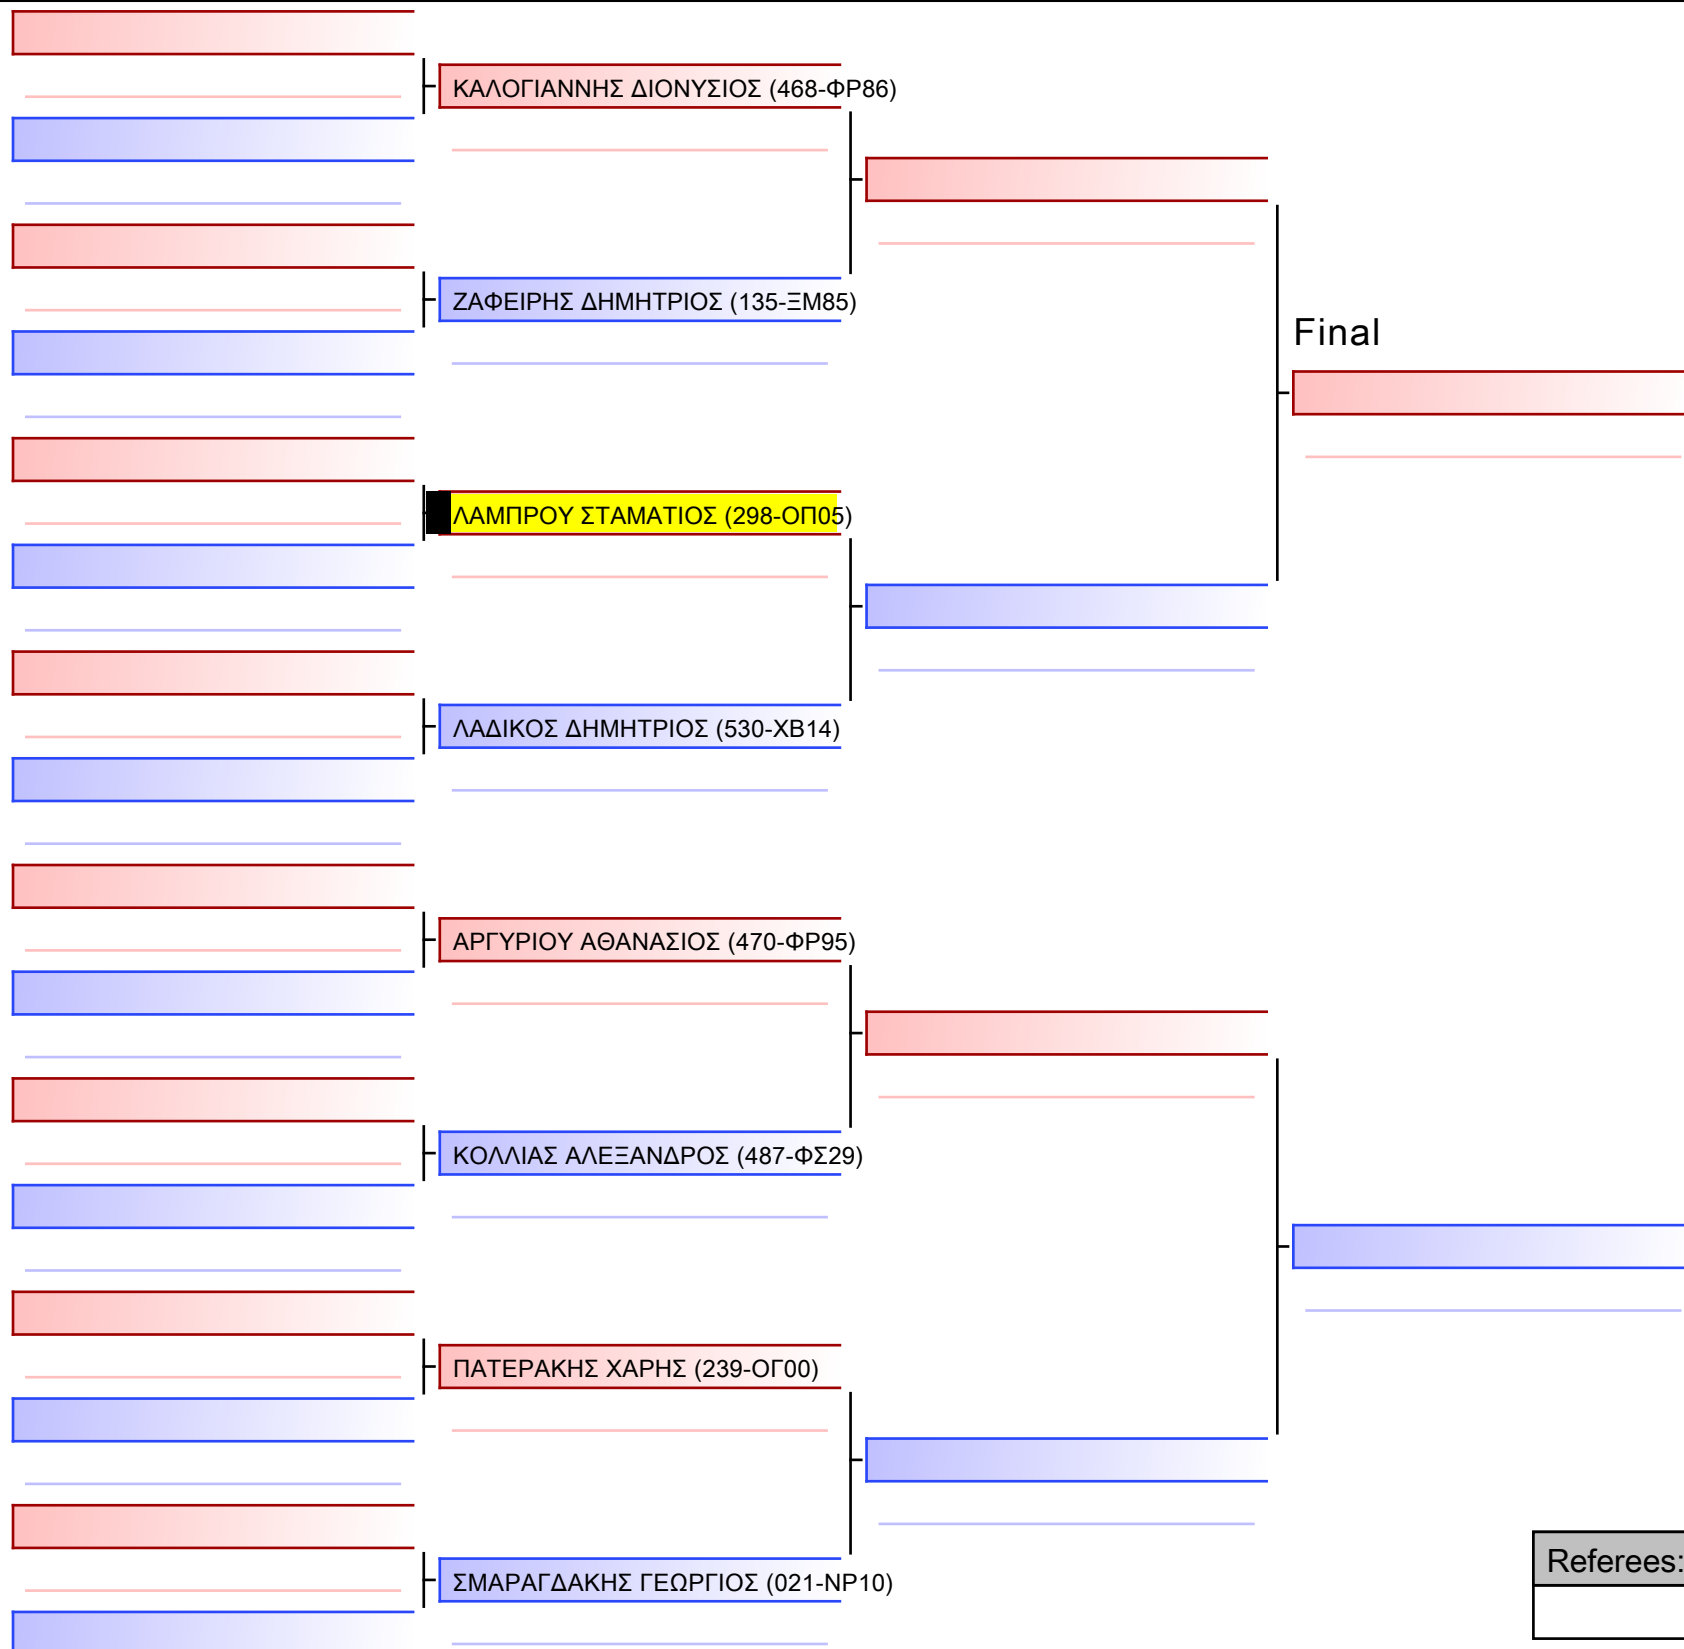 ΚΑΛΟΓΙΑΝΝΗΣ ΔΙΟΝΥΣΙΟΣ (468-ΦΡ86)
ΖΑΦΕΙΡΗΣ ΔΗΜΗΤΡΙΟΣ (135-ΞΜ85)
Final
ΛΑΜΠΡΟΥ ΣΤΑΜΑΤΙΟΣ (298-ΟΠ05)
ΛΑΔΙΚΟΣ ΔΗΜΗΤΡΙΟΣ (530-ΧΒ14)
ΑΡΓΥΡΙΟΥ ΑΘΑΝΑΣΙΟΣ (470-ΦΡ95)
ΚΟΛΛΙΑΣ ΑΛΕΞΑΝΔΡΟΣ (487-ΦΣ29)
ΠΑΤΕΡΑΚΗΣ ΧΑΡΗΣ (239-ΟΓ00)
ΣΜΑΡΑΓΔΑΚΗΣ ΓΕΩΡΓΙΟΣ (021-ΝΡ10)
Referees: